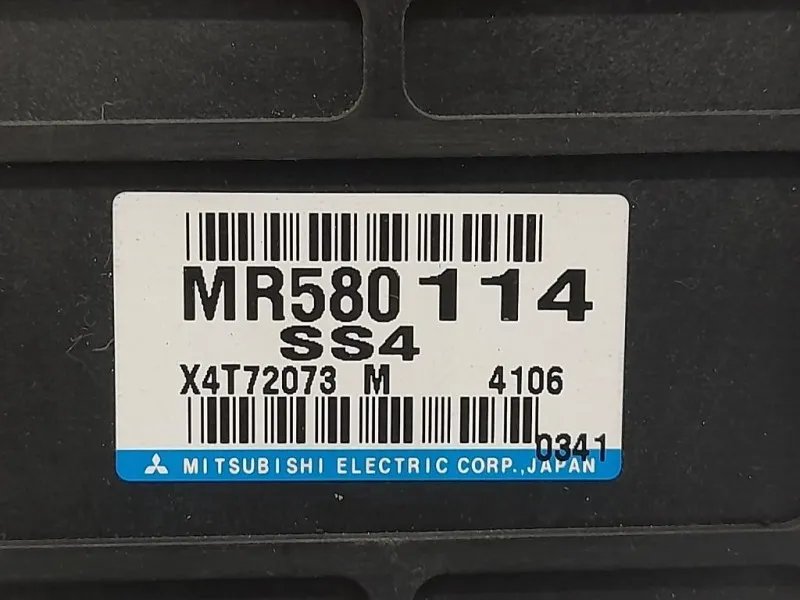 MR580 114
SS4
X4T72073 M 4106
0341
MITSUBISHI ELECTRIC CORP.,JAPAN